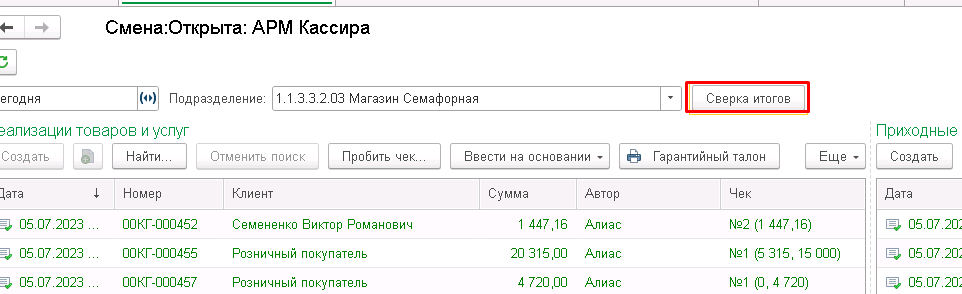 Смена:Открыта: АРМ Кассира
егодня Подразделение: 1.1.3.3.2.03 Магазин Семафорная Сверка итогов
еализации товаров и услуг Приходные
Создать Найти... Отменить поиск Пробить чек... Ввести на основании Гарантийный талон Еще Создать
Дата Номер Клиент Сумма Автор Чек Дата
05.07.2023 ... 00КГ-000452 Семененко Виктор Романович 1 447,16 Алиас №2 (1 447,16) 05.07.
05.07.2023 ... 00КГ-000455 Розничный покупатель 20 315,00 Алиас №1 (5 315, 15 000) 05.07.
05.07.2023 ... 00КГ-000457 Розничный покупатель 4 720,00 Алиас №1 (0, 4 720) 05.07.